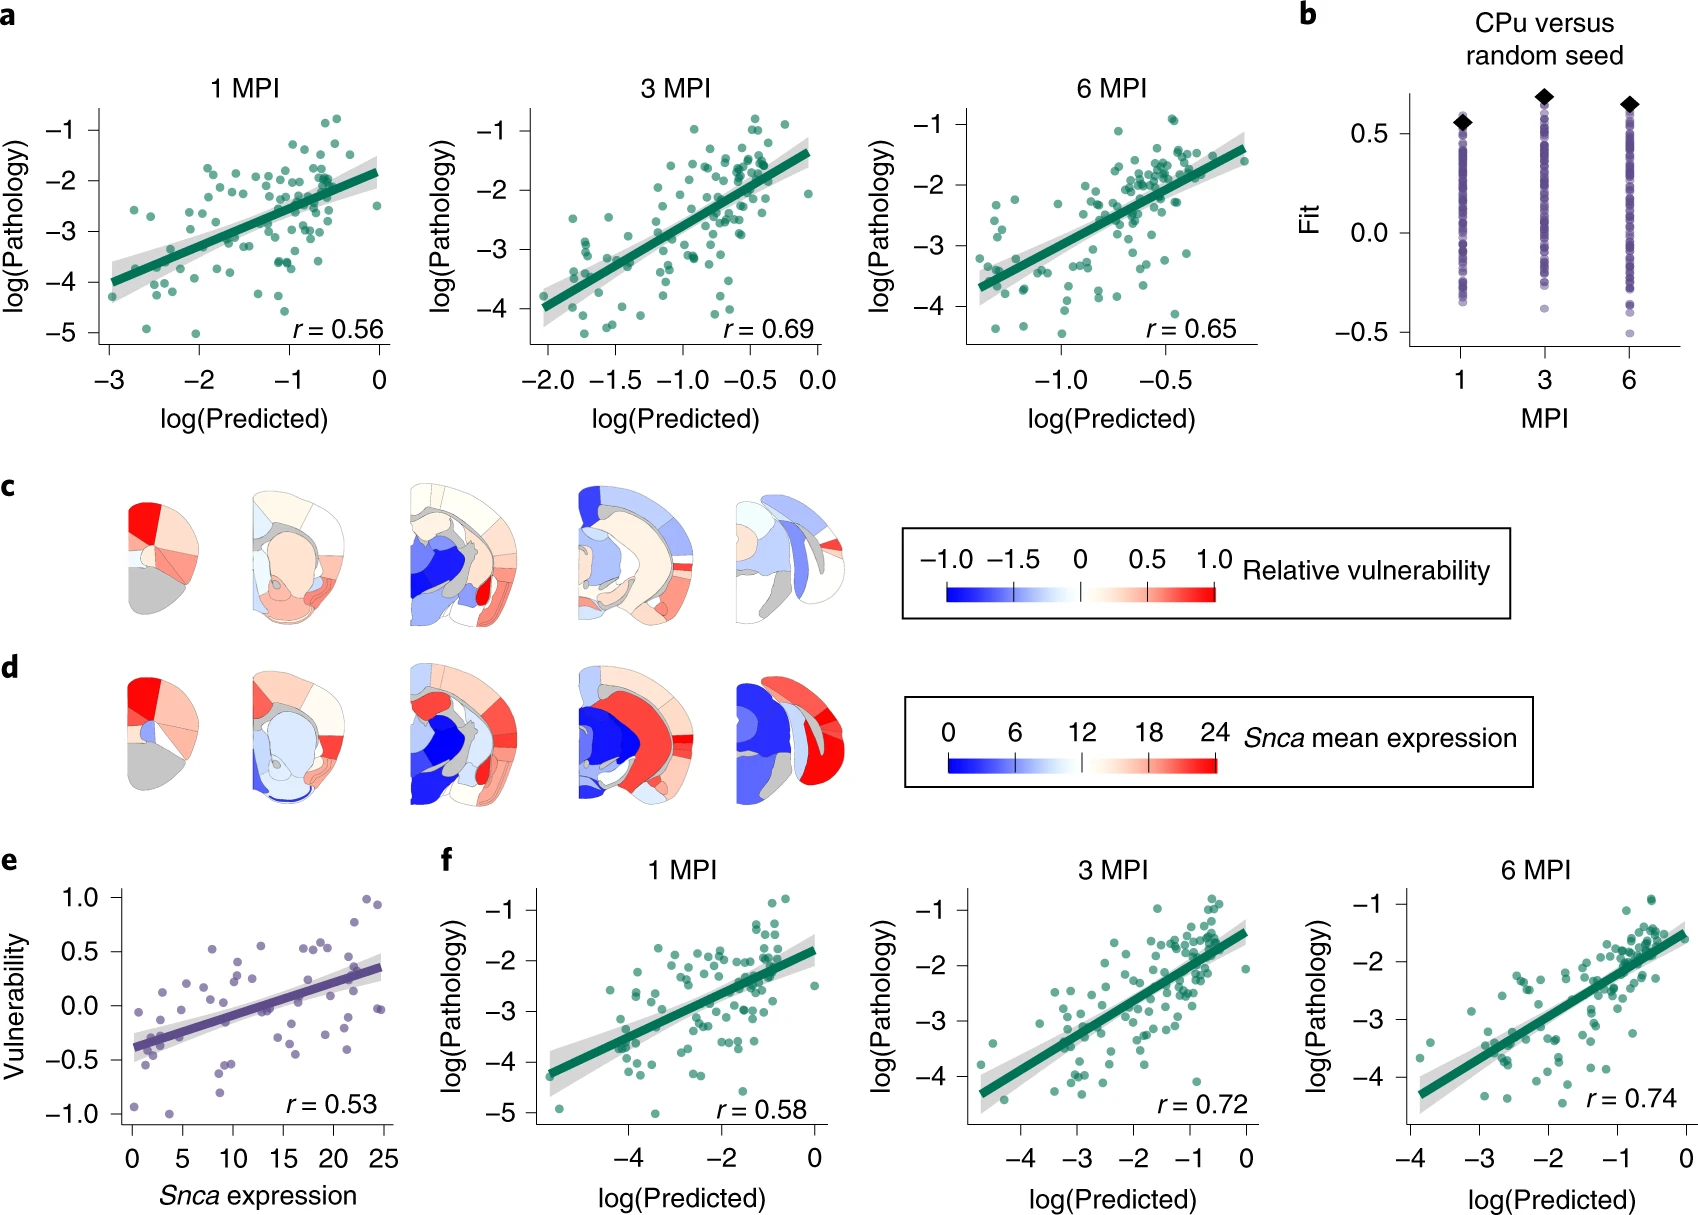 a
1 MPI
log(Pathology)
−1
−2
−3
−4
−5
r = 0.56
−3 −2 −1 0
log(Predicted)
3 MPI
log(Pathology)
−1
−2
−3
−4
r = 0.69
−2.0 −1.5 −1.0 −0.5 0.0
log(Predicted)
6 MPI
log(Pathology)
−1
−2
−3
−4
r = 0.65
−1.0 −0.5
log(Predicted)
b
CPu versus
random seed
Fit
0.5
0.0
−0.5
1 3 6
MPI
c
−1.0 −1.5 0 0.5 1.0
Relative vulnerability
d
0 6 12 18 24
Snca mean expression
e
Vulnerability
1.0
0.5
0.0
−0.5
−1.0
r = 0.53
0 5 10 15 20 25
Snca expression
f
1 MPI
log(Pathology)
−1
−2
−3
−4
−5
r = 0.58
−4 −2 0
log(Predicted)
3 MPI
log(Pathology)
−1
−2
−3
−4
r = 0.72
−4 −3 −2 −1 0
log(Predicted)
6 MPI
log(Pathology)
−1
−2
−3
−4
r = 0.74
−4 −3 −2 −1 0
log(Predicted)